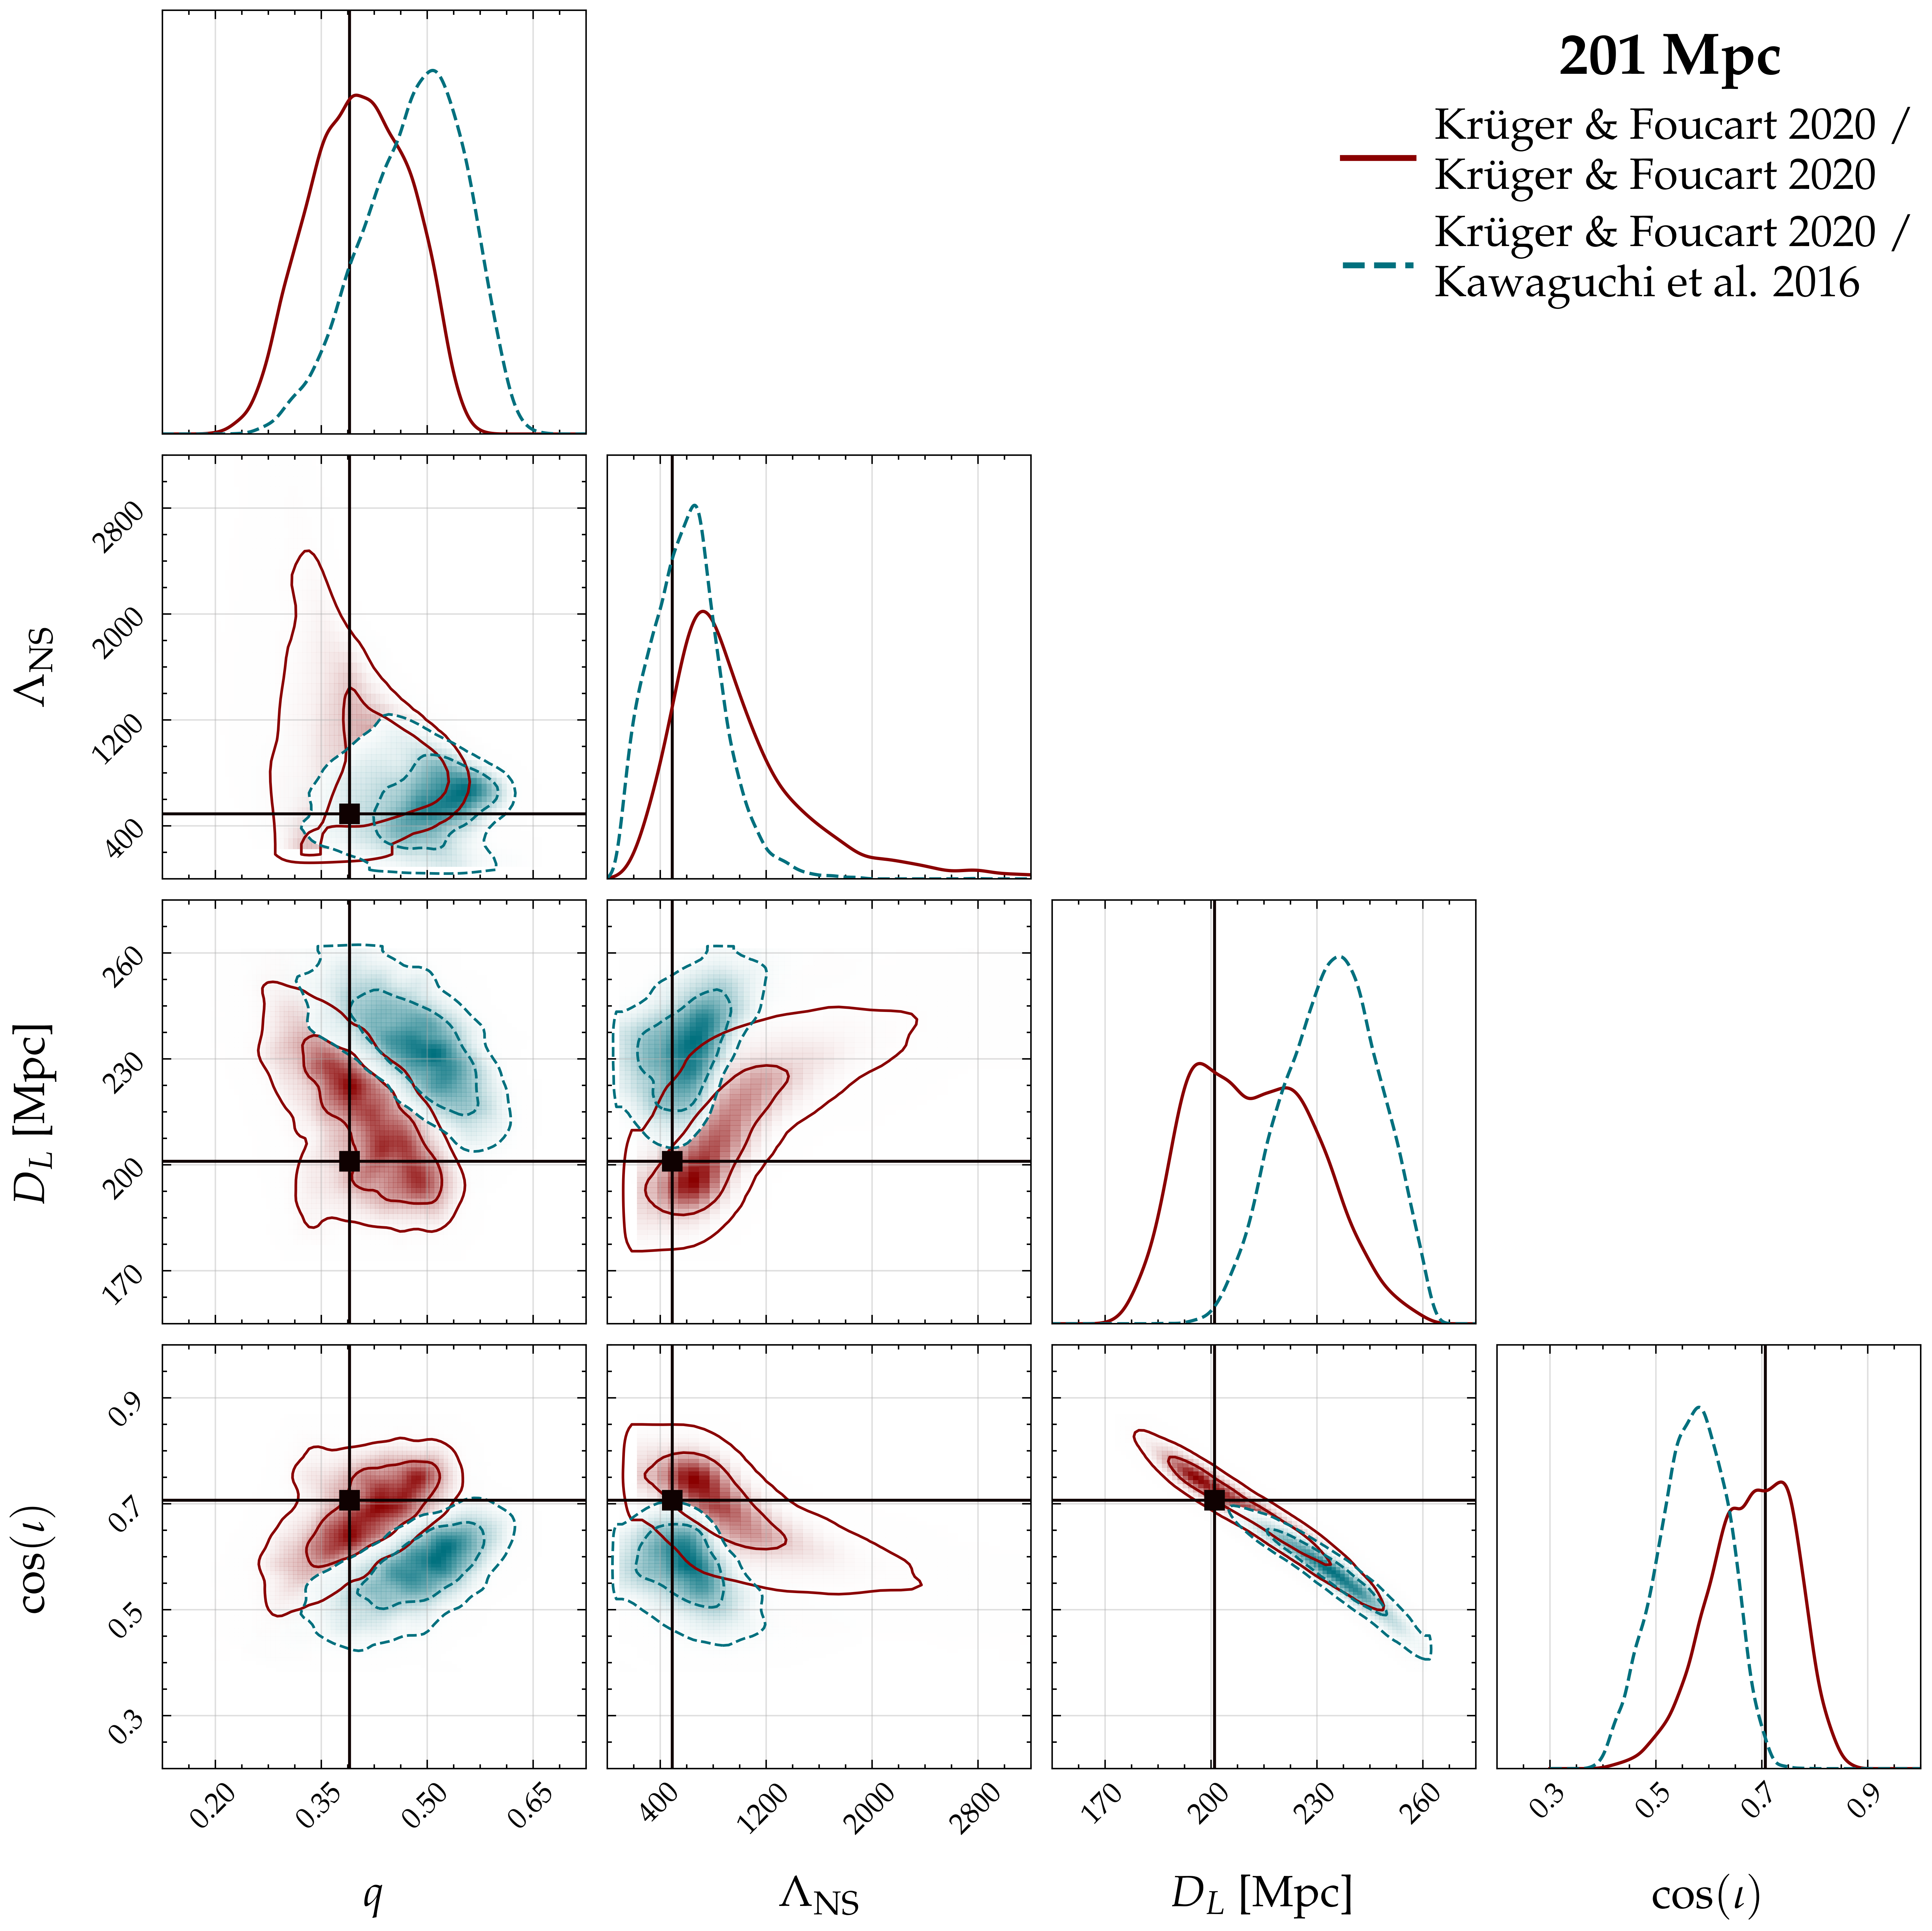 201 Mpc
Krüger & Foucart 2020 /
Krüger & Foucart 2020
Krüger & Foucart 2020 /
Kawaguchi et al. 2016
2800
2000
1200
400
Λ_NS
260
230
200
170
D_L [Mpc]
0.9
0.7
0.5
0.3
cos(ι)
0.20 0.35 0.50 0.65
400 1200 2000 2800
170 200 230 260
0.3 0.5 0.7 0.9
q
Λ_NS
D_L [Mpc]
cos(ι)